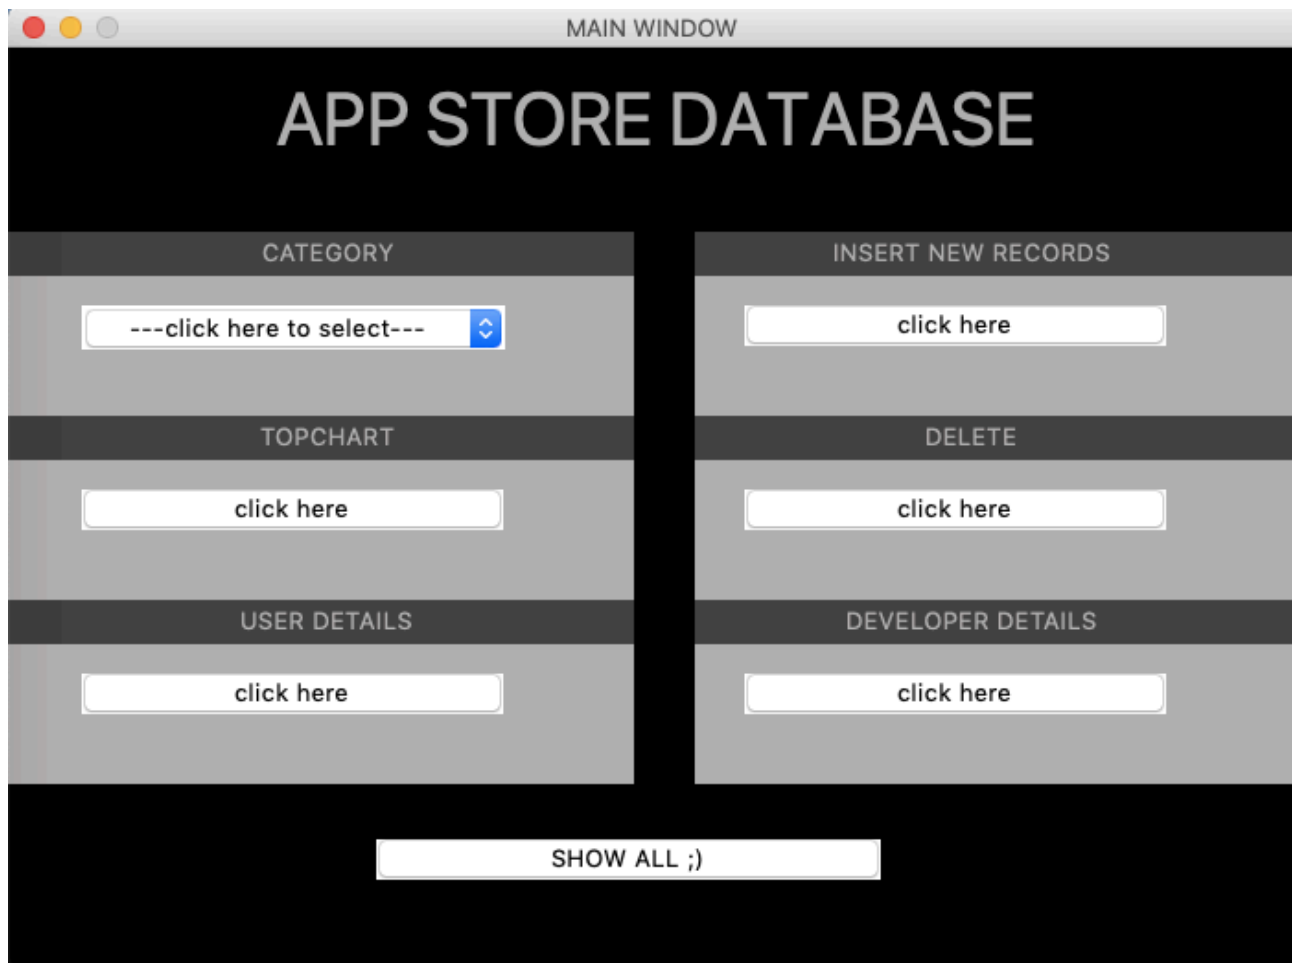 MAIN WINDOW
APP STORE DATABASE
CATEGORY
---click here to select---
INSERT NEW RECORDS
click here
TOPCHART
click here
DELETE
click here
USER DETAILS
click here
DEVELOPER DETAILS
click here
SHOW ALL ;)